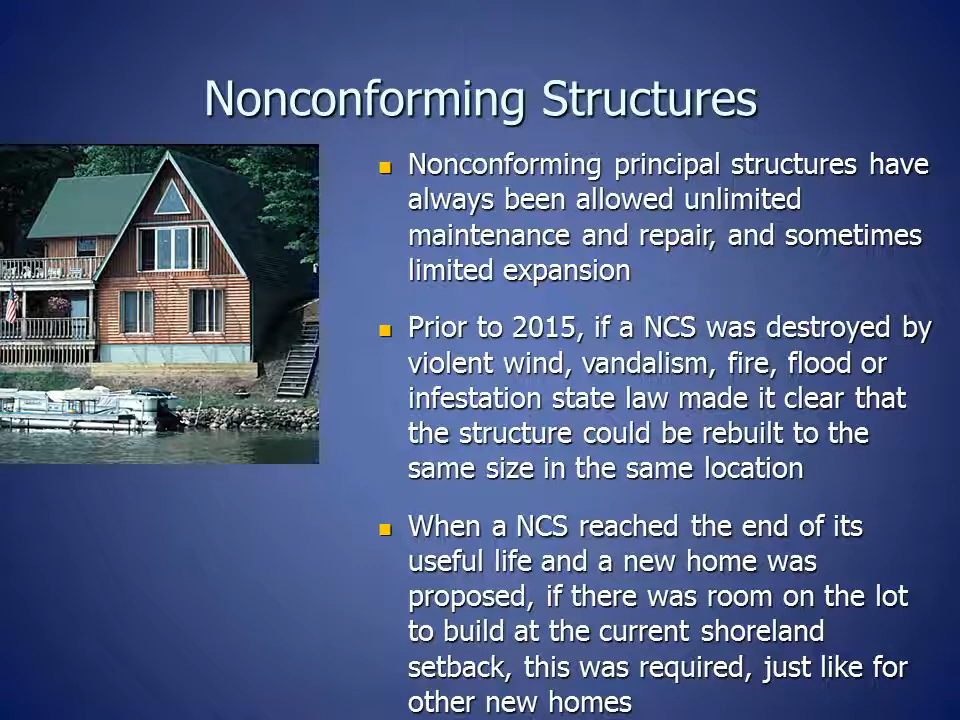 Nonconforming Structures
Nonconforming principal structures have
always been allowed unlimited
maintenance and repair, and sometimes
limited expansion
Prior to 2015, if a NCS was destroyed by
violent wind, vandalism, fire, flood or
infestation state law made it clear that
the structure could be rebuilt to the
same size in the same location
When a NCS reached the end of its
useful life and a new home was
proposed, if there was room on the lot
to build at the current shoreland
setback, this was required, just like for
other new homes